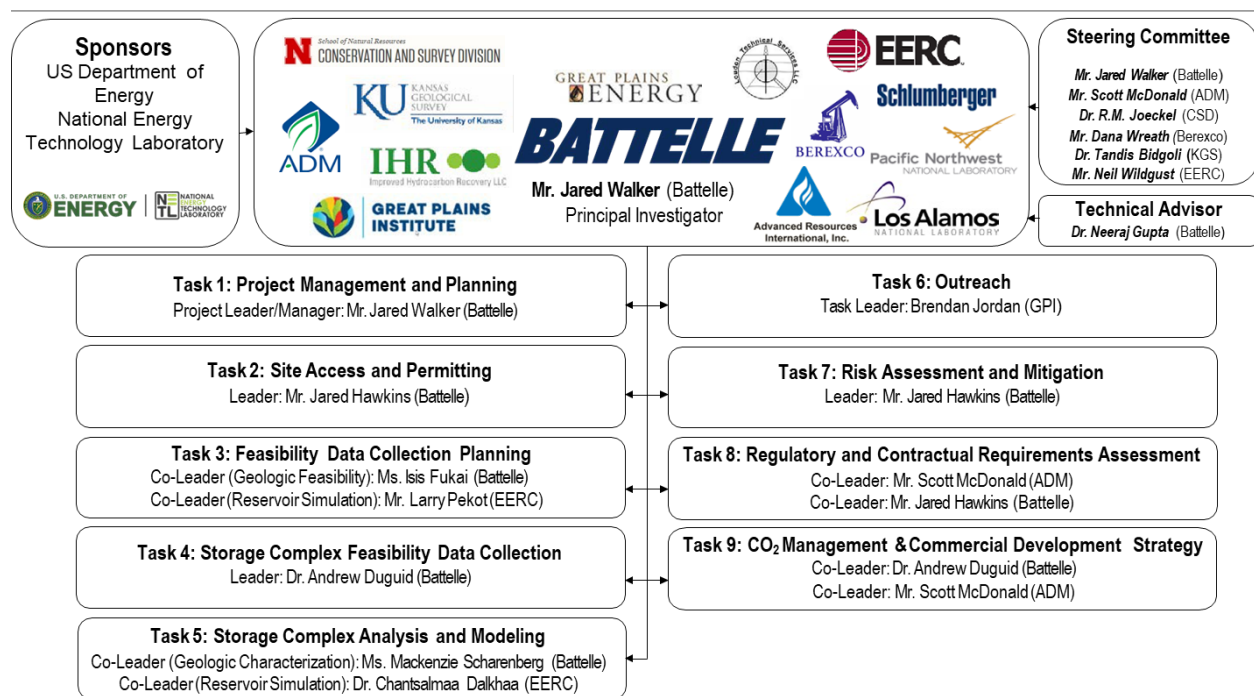 Sponsors
US Department of
Energy
National Energy
Technology Laboratory
U.S. DEPARTMENT OF
ENERGY
NETL
NATIONAL
ENERGY
TECHNOLOGY
LABORATORY
N
School of Natural Resources
CONSERVATION AND SURVEY DIVISION
KU
KANSAS
GEOLOGICAL
SURVEY
The University of Kansas
ADM
IHR
Improved Hydrocarbon Recovery LLC
GREAT PLAINS
INSTITUTE
GREAT PLAINS
ENERGY
Loudon Technical Services LLC
BATTELLE
Mr. Jared Walker (Battelle)
Principal Investigator
EERC
Schlumberger
BEREXCO
Pacific Northwest
NATIONAL LABORATORY
Advanced Resources
International, Inc.
Los Alamos
NATIONAL LABORATORY
Steering Committee
Mr. Jared Walker (Battelle)
Mr. Scott McDonald (ADM)
Dr. R.M. Joeckel (CSD)
Mr. Dana Wreath (Berexco)
Dr. Tandis Bidgoli (KGS)
Mr. Neil Wildgust (EERC)
Technical Advisor
Dr. Neeraj Gupta (Battelle)
Task 1: Project Management and Planning
Project Leader/Manager: Mr. Jared Walker (Battelle)
Task 2: Site Access and Permitting
Leader: Mr. Jared Hawkins (Battelle)
Task 3: Feasibility Data Collection Planning
Co-Leader (Geologic Feasibility): Ms. Isis Fukai (Battelle)
Co-Leader (Reservoir Simulation): Mr. Larry Pekot (EERC)
Task 4: Storage Complex Feasibility Data Collection
Leader: Dr. Andrew Duguid (Battelle)
Task 5: Storage Complex Analysis and Modeling
Co-Leader (Geologic Characterization): Ms. Mackenzie Scharenberg (Battelle)
Co-Leader (Reservoir Simulation): Dr. Chantsalmaa Dalkhaa (EERC)
Task 6: Outreach
Task Leader: Brendan Jordan (GPI)
Task 7: Risk Assessment and Mitigation
Leader: Mr. Jared Hawkins (Battelle)
Task 8: Regulatory and Contractual Requirements Assessment
Co-Leader: Mr. Scott McDonald (ADM)
Co-Leader: Mr. Jared Hawkins (Battelle)
Task 9: CO₂ Management & Commercial Development Strategy
Co-Leader: Dr. Andrew Duguid (Battelle)
Co-Leader: Mr. Scott McDonald (ADM)